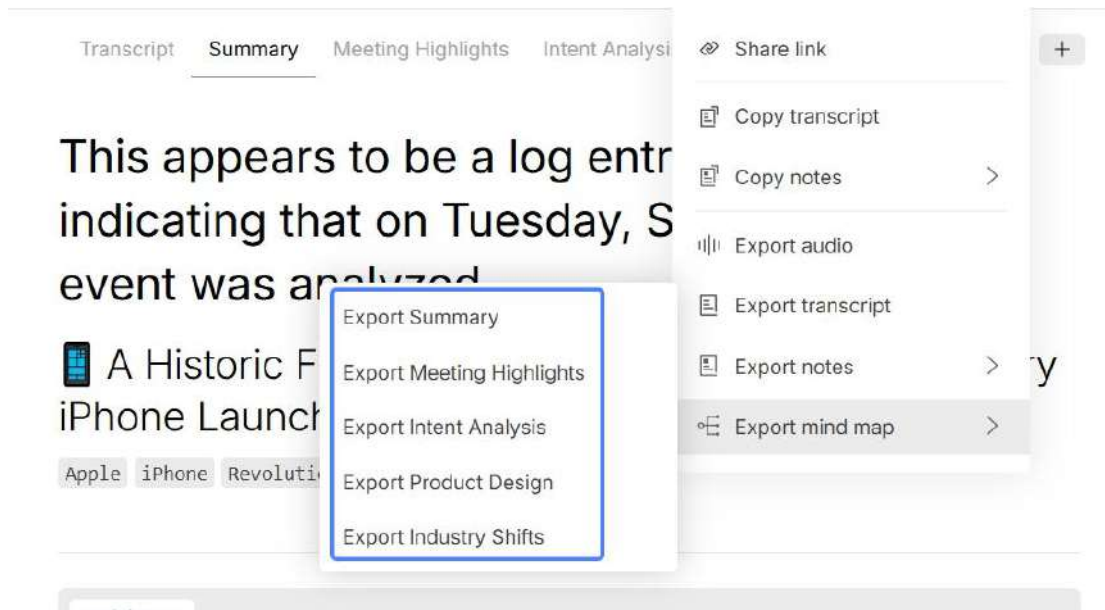 Transcript Summary Meeting Highlights Intent Analysi
Share link
+
Copy transcript
Copy notes
Export audio
Export transcript
Export notes
Export mind map
This appears to be a log entr
indicating that on Tuesday, S
event was analyzed
A Historic F
ry
iPhone Launch
Apple iPhone Revoluti
Export Summary
Export Meeting Highlights
Export Intent Analysis
Export Product Design
Export Industry Shifts